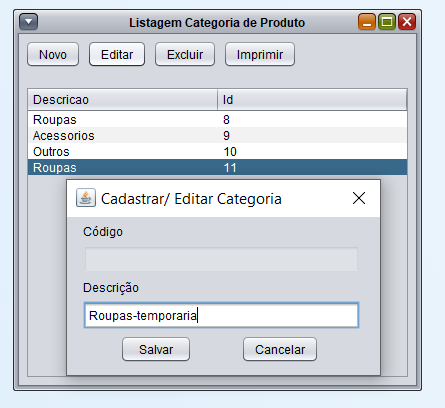 Listagem Categoria de Produto
Novo Editar Excluir Imprimir
Descricao Id
Roupas 8
Acessorios 9
Outros 10
Roupas 11
Cadastrar/ Editar Categoria
Código
Descrição
Roupas-temporaria
Salvar Cancelar